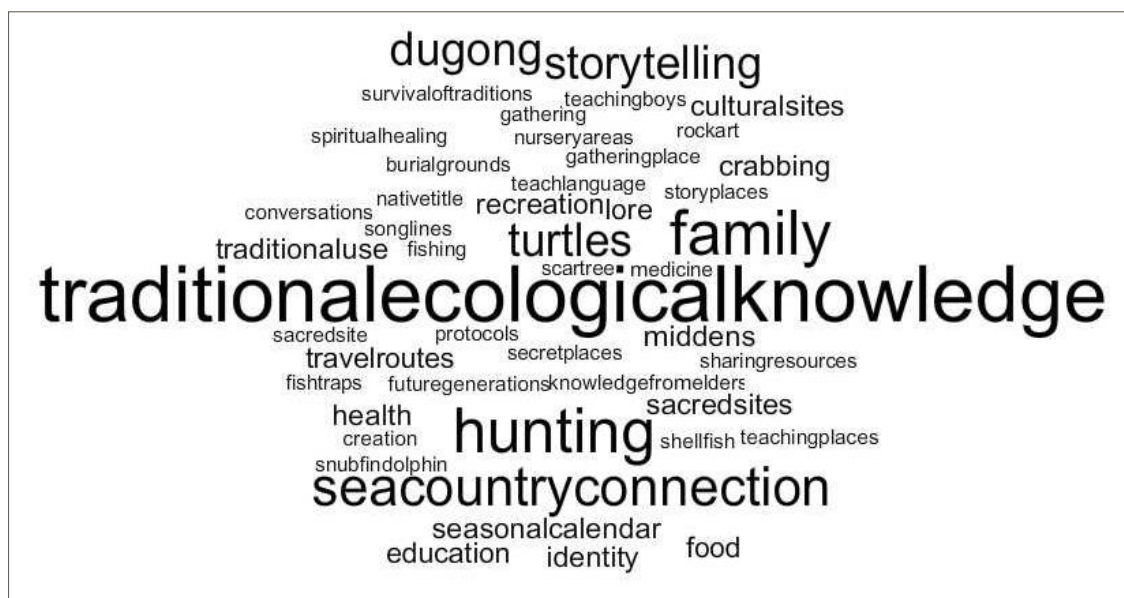 dugong storytelling
survivaloftraditions teachingboys culturalsites
gathering
spiritualhealing nurseryareas rockart
burialgrounds gatheringplace crabbing
teachlanguage storyplaces
conversations nativetitle recreation lore
songlines
traditionaluse fishing turtles family
scartree medicine
traditionalecologicalknowledge
sacredsite protocols middens
travelroutes secretplaces sharingresources
fishtraps futuregenerations knowledgefromelders
health sacredsites
creation hunting shellfish teachingplaces
snubfindolphin
seacountryconnection
seasonalcalendar
education identity food